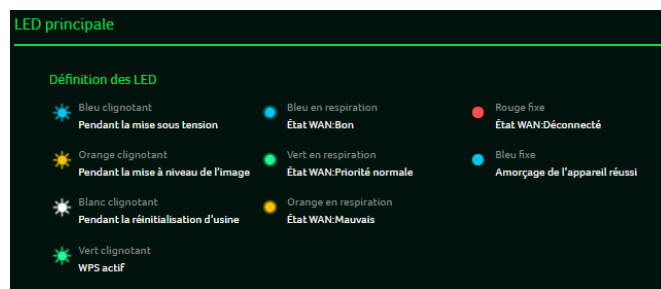 LED principale
Définition des LED
Bleu clignotant
Pendant la mise sous tension
Bleu en respiration
État WAN:Bon
Rouge fixe
État WAN:Déconnecté
Orange clignotant
Pendant la mise à niveau de l'image
Vert en respiration
État WAN:Priorité normale
Bleu fixe
Amorçage de l'appareil réussi
Blanc clignotant
Pendant la réinitialisation d'usine
Orange en respiration
État WAN:Mauvais
Vert clignotant
WPS actif